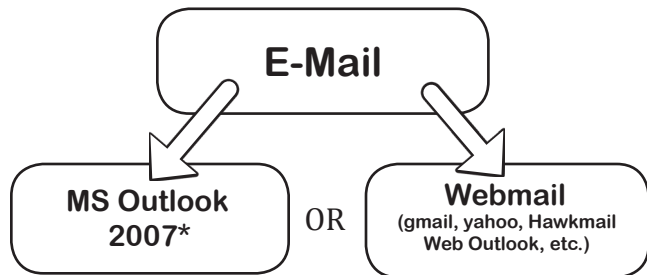 E-Mail
MS Outlook
2007*
OR
Webmail
(gmail, yahoo, Hawkmail
Web Outlook, etc.)